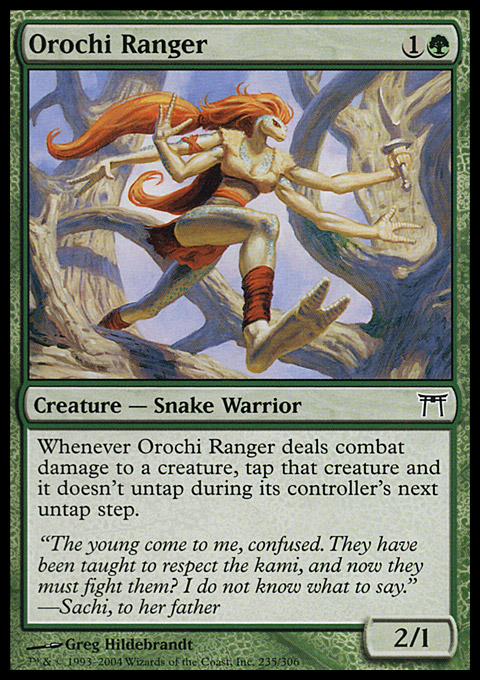 Orochi Ranger 1
Creature — Snake Warrior
Whenever Orochi Ranger deals combat
damage to a creature, tap that creature and
it doesn't untap during its controller's next
untap step.
“The young come to me, confused. They have
been taught to respect the kami, and now they
must fight them? I do not know what to say.”
—Sachi, to her father
Greg Hildebrandt
2/1
™ & © 1993–2004 Wizards of the Coast, Inc. 235/306